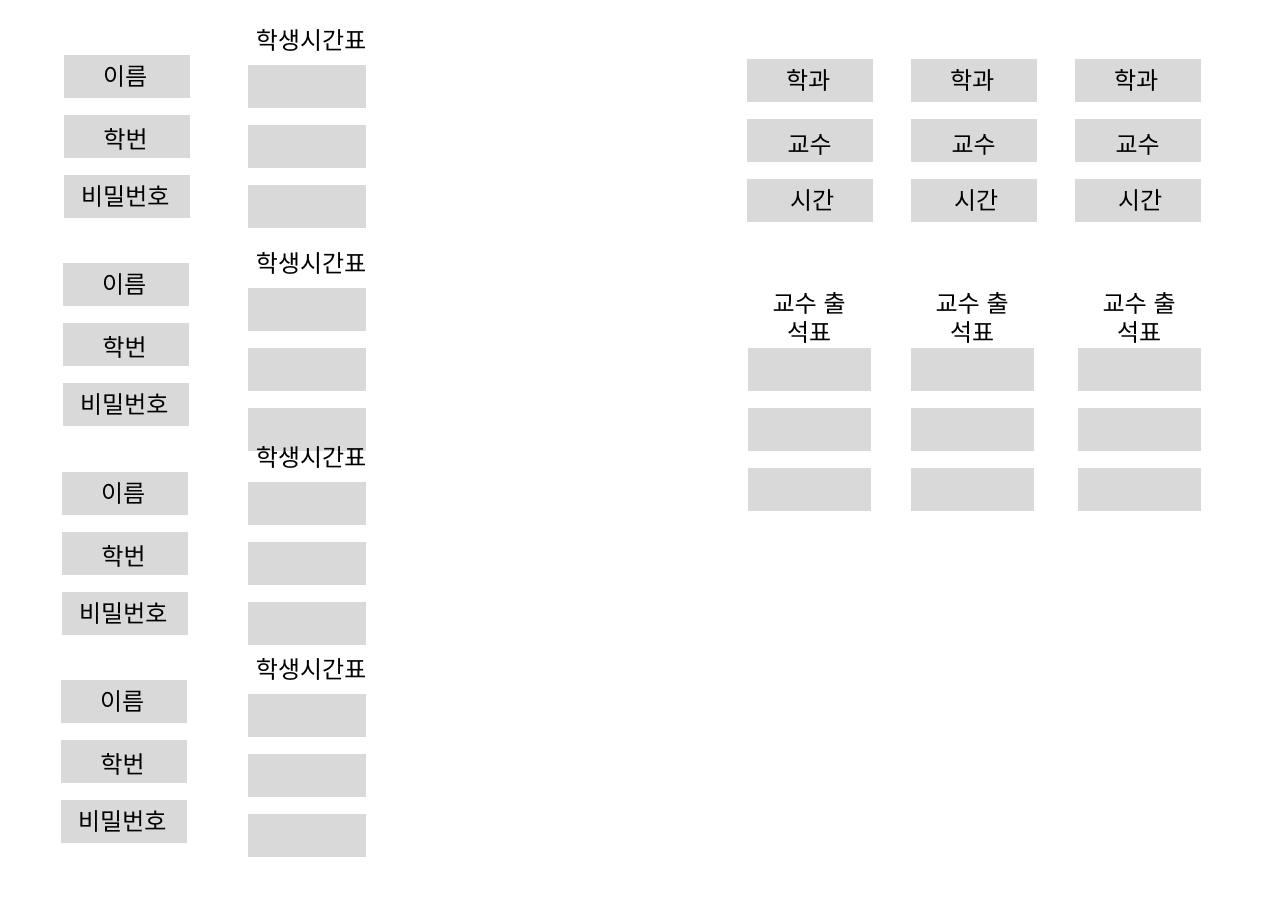 학생시간표
이름
학번
비밀번호
학생시간표
이름
학번
비밀번호
학생시간표
이름
학번
비밀번호
학생시간표
이름
학번
비밀번호
학과 학과 학과
교수 교수 교수
시간 시간 시간
교수 출
석표
교수 출
석표
교수 출
석표